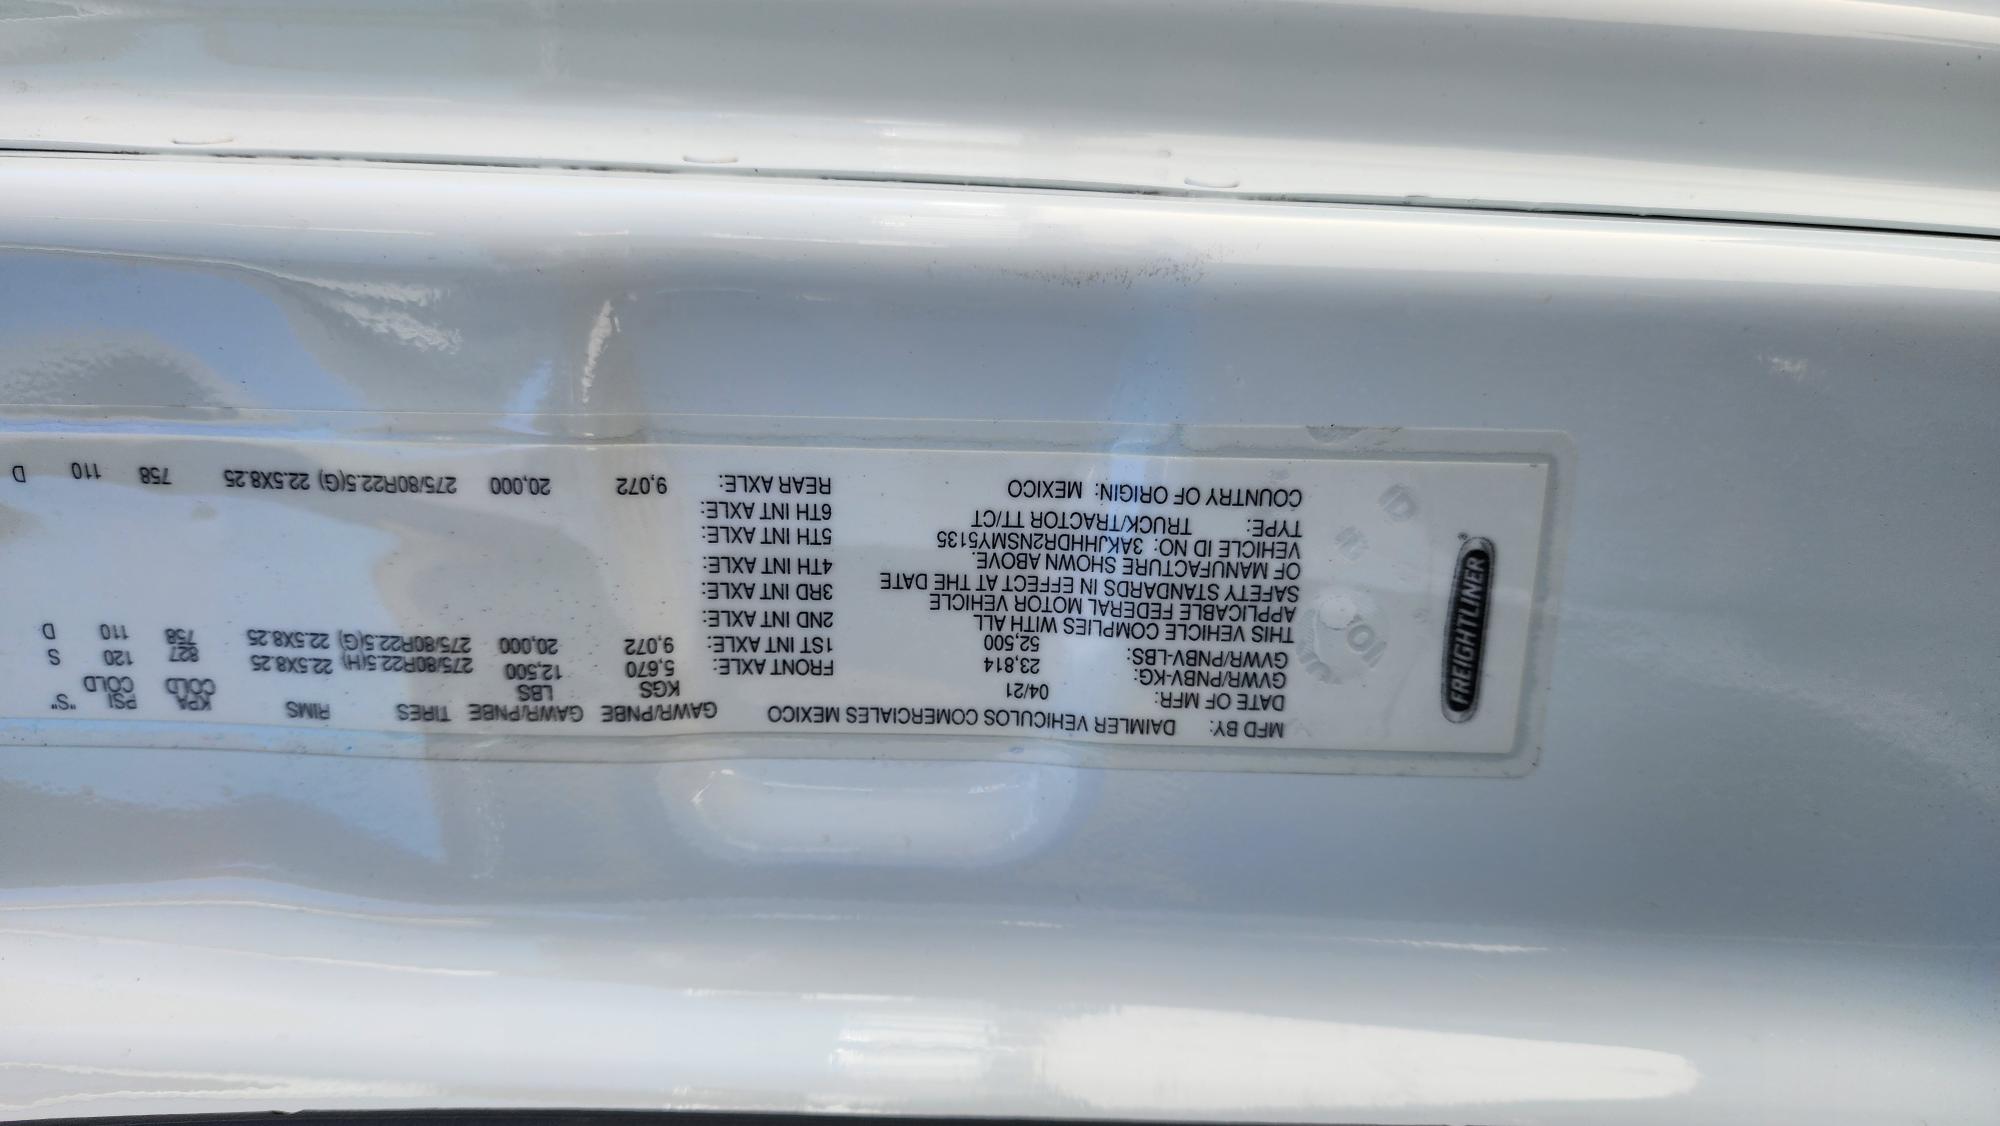 FREIGHTLINER
MFD BY: DAIMLER VEHICULOS COMERCIALES MEXICO
DATE OF MFR: 04/21
GVWR/PNBV-KG: 23,814
GVWR/PNBV-LBS: 52,500
THIS VEHICLE COMPLIES WITH ALL
APPLICABLE FEDERAL MOTOR VEHICLE
SAFETY STANDARDS IN EFFECT AT THE DATE
OF MANUFACTURE SHOWN ABOVE.
VEHICLE ID NO: 3AKJHHDR2NSMY5135
TYPE: TRUCK/TRACTOR TT/CT
COUNTRY OF ORIGIN: MEXICO
GAWR/PNBE GAWR/PNBE TIRES RIMS KPA PSI "S"
KGS LBS COLD COLD
FRONT AXLE: 5,670 12,500 275/80R22.5(H) 22.5X8.25 827 120 S
1ST INT AXLE: 9,072 20,000 275/80R22.5(G) 22.5X8.25 758 110 D
2ND INT AXLE:
3RD INT AXLE:
4TH INT AXLE:
5TH INT AXLE:
6TH INT AXLE:
REAR AXLE: 9,072 20,000 275/80R22.5(G) 22.5X8.25 758 110 D